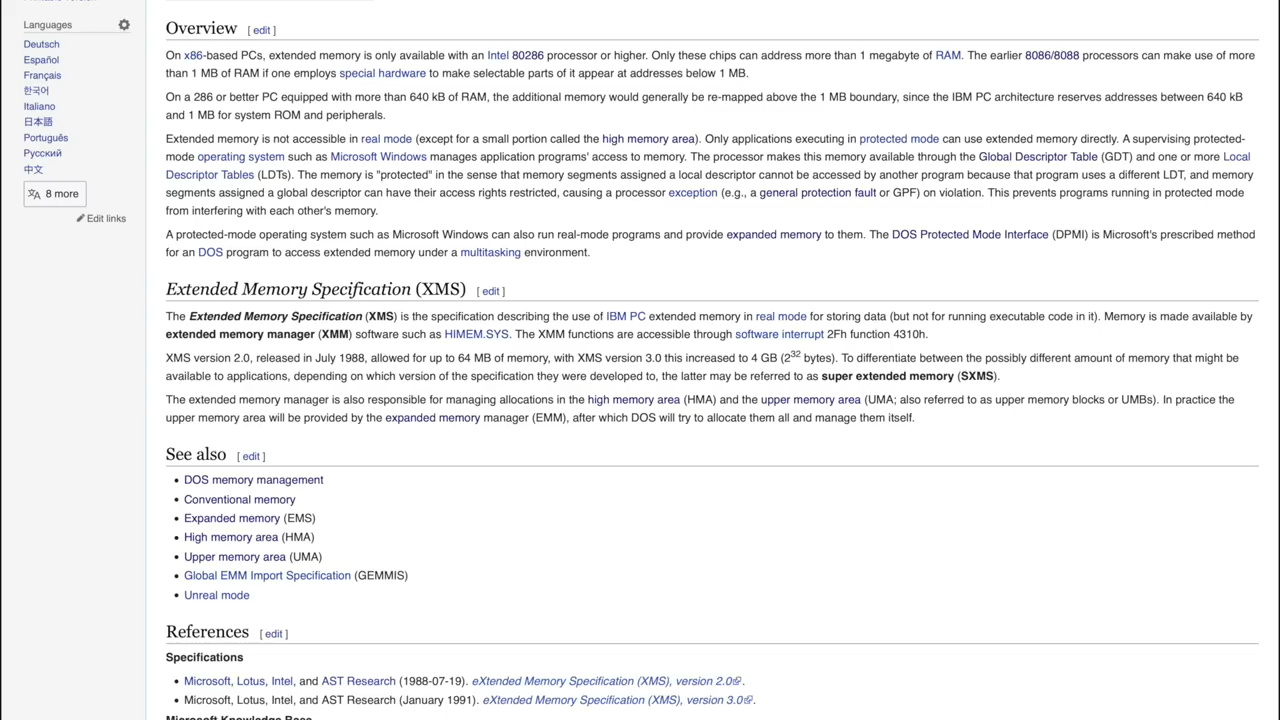 Languages
Deutsch
Español
Français
한국어
Italiano
日本語
Português
Русский
中文
8 more
Edit links
Overview [ edit ]
On x86-based PCs, extended memory is only available with an Intel 80286 processor or higher. Only these chips can address more than 1 megabyte of RAM. The earlier 8086/8088 processors can make use of more
than 1 MB of RAM if one employs special hardware to make selectable parts of it appear at addresses below 1 MB.
On a 286 or better PC equipped with more than 640 kB of RAM, the additional memory would generally be re-mapped above the 1 MB boundary, since the IBM PC architecture reserves addresses between 640 kB
and 1 MB for system ROM and peripherals.
Extended memory is not accessible in real mode (except for a small portion called the high memory area). Only applications executing in protected mode can use extended memory directly. A supervising protected-
mode operating system such as Microsoft Windows manages application programs' access to memory. The processor makes this memory available through the Global Descriptor Table (GDT) and one or more Local
Descriptor Tables (LDTs). The memory is "protected" in the sense that memory segments assigned a local descriptor cannot be accessed by another program because that program uses a different LDT, and memory
segments assigned a global descriptor can have their access rights restricted, causing a processor exception (e.g., a general protection fault or GPF) on violation. This prevents programs running in protected mode
from interfering with each other's memory.
A protected-mode operating system such as Microsoft Windows can also run real-mode programs and provide expanded memory to them. The DOS Protected Mode Interface (DPMI) is Microsoft's prescribed method
for an DOS program to access extended memory under a multitasking environment.
Extended Memory Specification (XMS) [ edit ]
The Extended Memory Specification (XMS) is the specification describing the use of IBM PC extended memory in real mode for storing data (but not for running executable code in it). Memory is made available by
extended memory manager (XMM) software such as HIMEM.SYS. The XMM functions are accessible through software interrupt 2Fh function 4310h.
XMS version 2.0, released in July 1988, allowed for up to 64 MB of memory, with XMS version 3.0 this increased to 4 GB (2³² bytes). To differentiate between the possibly different amount of memory that might be
available to applications, depending on which version of the specification they were developed to, the latter may be referred to as super extended memory (SXMS).
The extended memory manager is also responsible for managing allocations in the high memory area (HMA) and the upper memory area (UMA; also referred to as upper memory blocks or UMBs). In practice the
upper memory area will be provided by the expanded memory manager (EMM), after which DOS will try to allocate them all and manage them itself.
See also [ edit ]
DOS memory management
Conventional memory
Expanded memory (EMS)
High memory area (HMA)
Upper memory area (UMA)
Global EMM Import Specification (GEMMIS)
Unreal mode
References [ edit ]
Specifications
Microsoft, Lotus, Intel, and AST Research (1988-07-19). eXtended Memory Specification (XMS), version 2.0.
Microsoft, Lotus, Intel, and AST Research (January 1991). eXtended Memory Specification (XMS), version 3.0.
Microsoft Knowledge Base